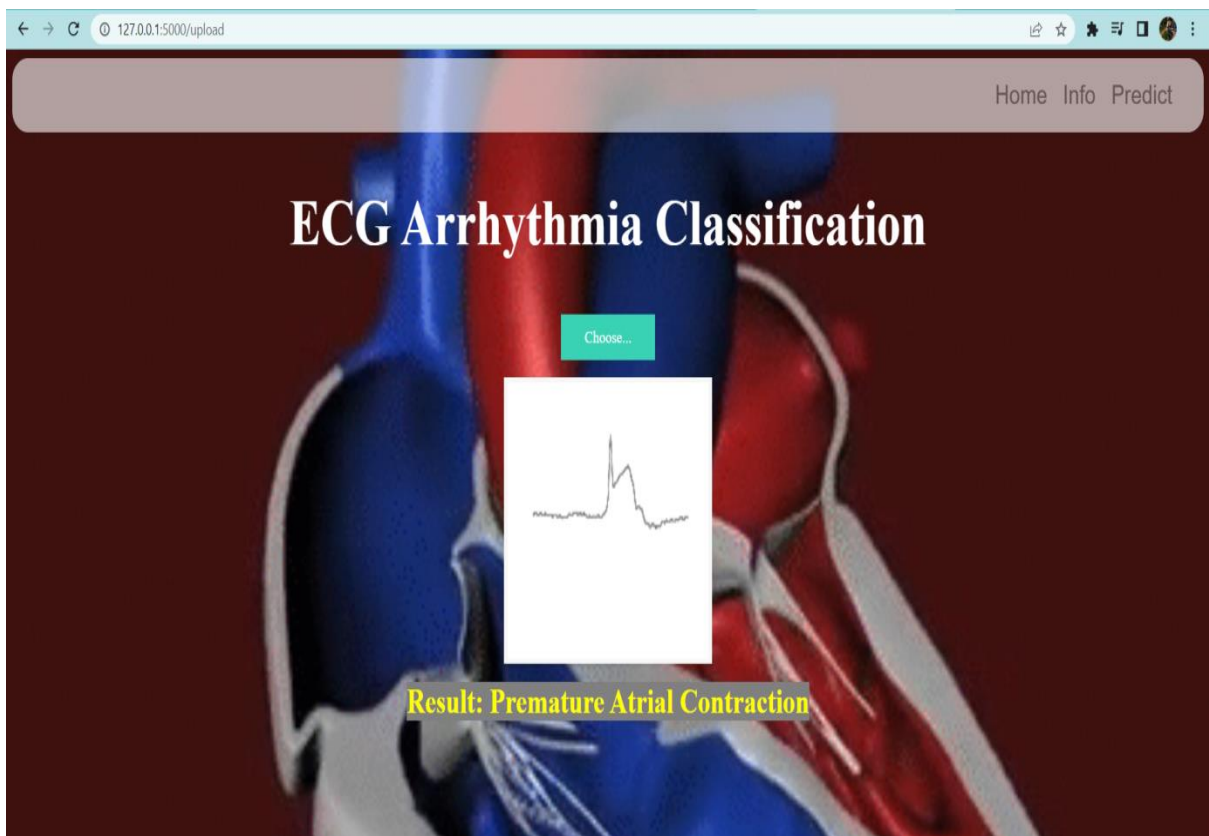 127.0.0.1:5000/upload
Home Info Predict
ECG Arrhythmia Classification
Choose...
Result: Premature Atrial Contraction